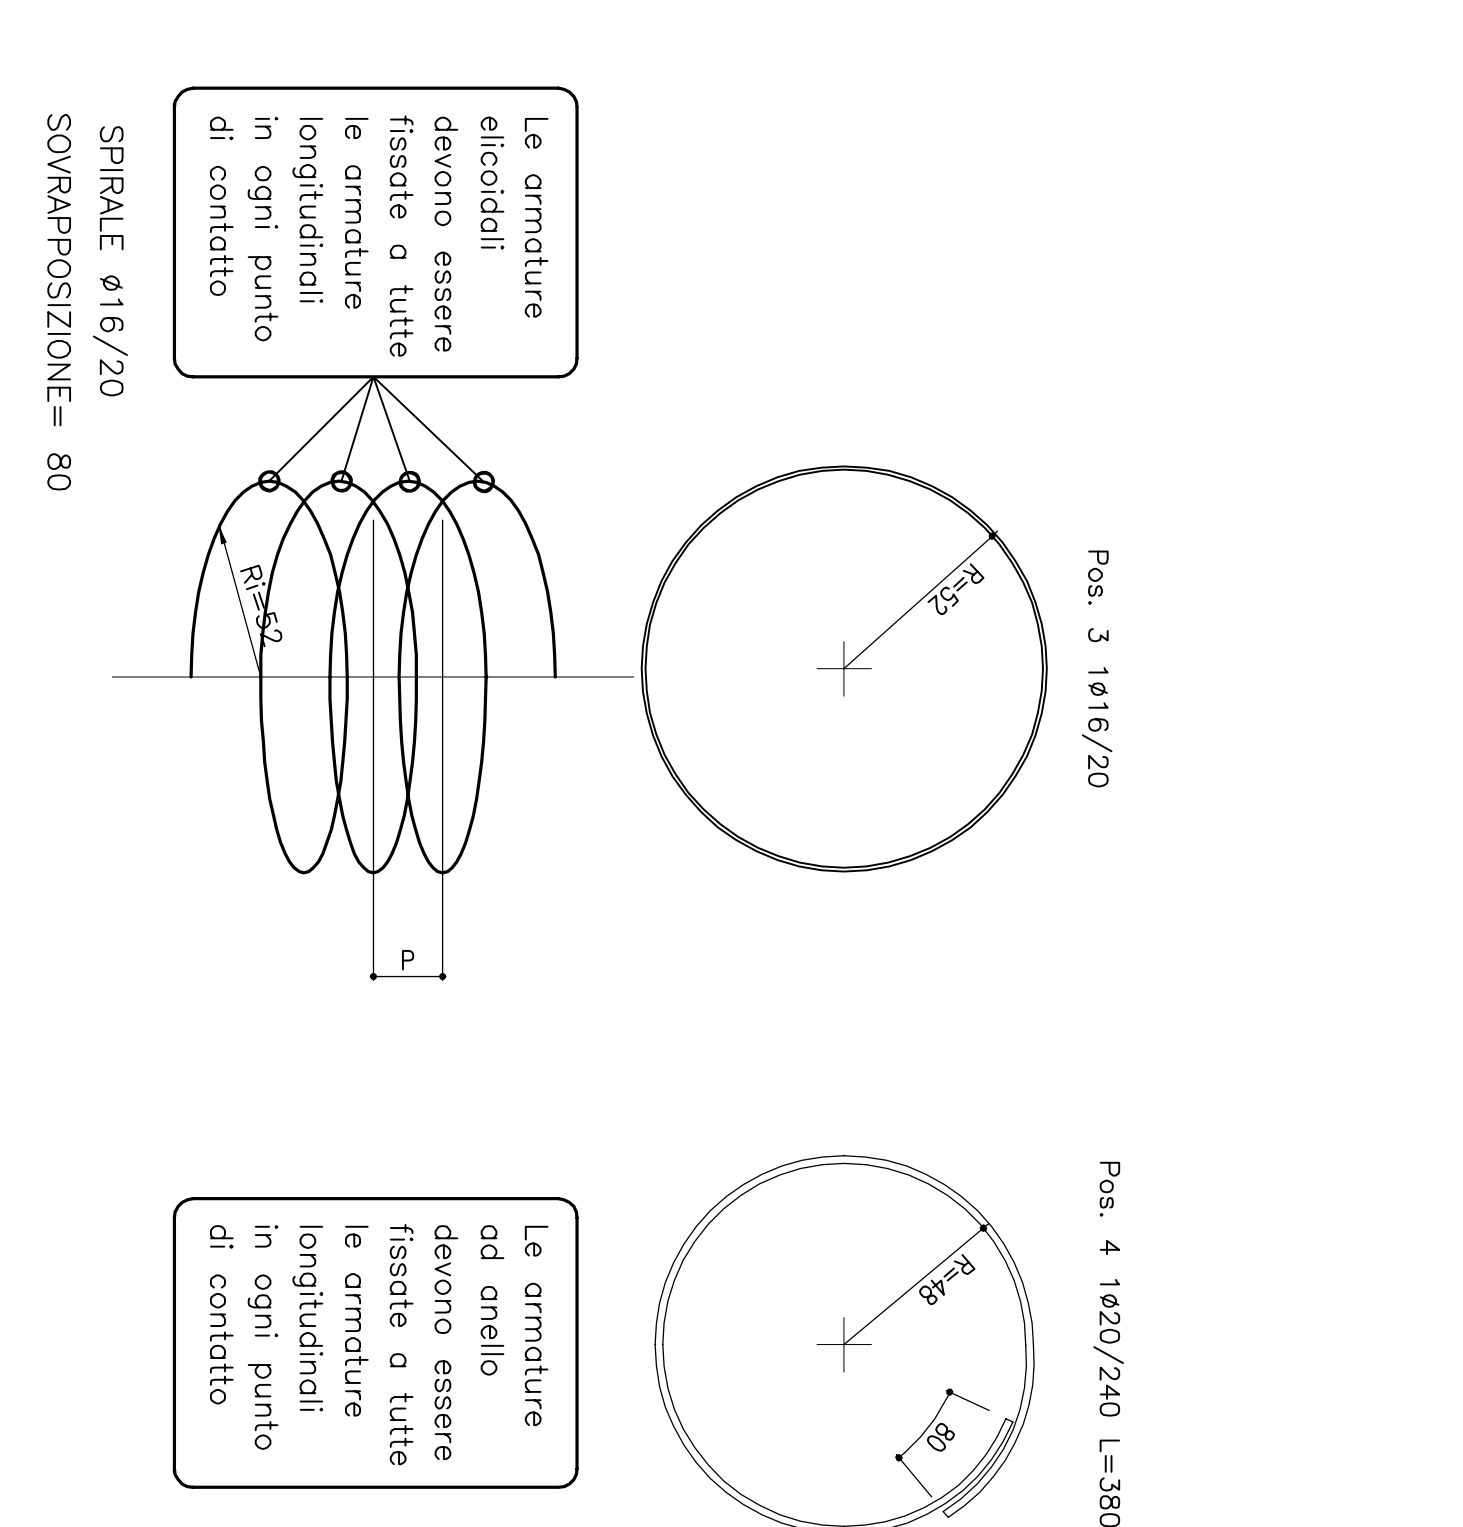 Pos. 3 1ø16/20
R=52
Le armature
elicoidali
devono essere
fissate a tutte
le armature
longitudinali
in ogni punto
di contatto
Ri=52
P
SPIRALE ø16/20
SOVRAPPOSIZIONE= 80
Pos. 4 1ø20/240 L=380
R=48
80
Le armature
ad anello
devono essere
fissate a tutte
le armature
longitudinali
in ogni punto
di contatto